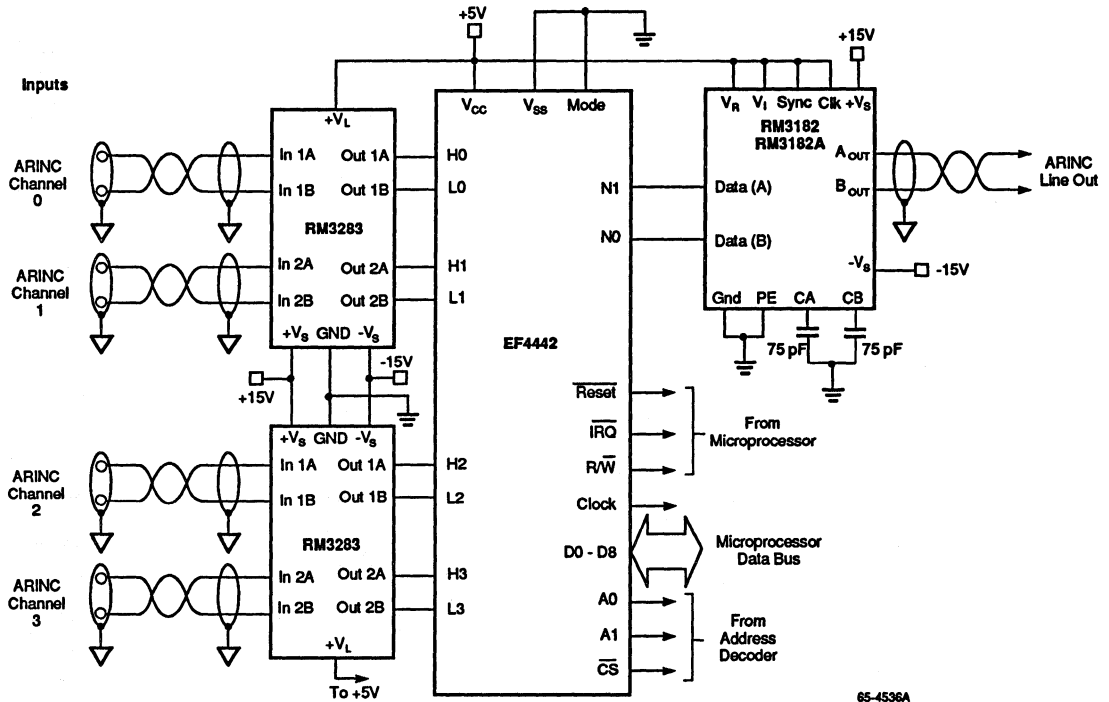 +5V
+15V
Inputs
VCC
VSS
Mode
VR
VI
Sync
Clk
+VS
RM3182
RM3182A
+VL
ARINC
Channel
0
In 1A
Out 1A
H0
In 1B
Out 1B
L0
RM3283
N1
Data (A)
AOUT
BOUT
ARINC
Line Out
N0
Data (B)
ARINC
Channel
1
In 2A
Out 2A
H1
In 2B
Out 2B
L1
-VS
-15V
Gnd
PE
CA
CB
+VS
GND
-VS
EF4442
75 pF
75 pF
+15V
-15V
Reset
IRQ
R/W
From
Microprocessor
+VS
GND
-VS
ARINC
Channel
2
In 1A
Out 1A
H2
In 1B
Out 1B
L2
Clock
RM3283
D0 - D8
Microprocessor
Data Bus
ARINC
Channel
3
In 2A
Out 2A
H3
In 2B
Out 2B
L3
A0
A1
CS
From
Address
Decoder
+VL
To +5V
65-4536A